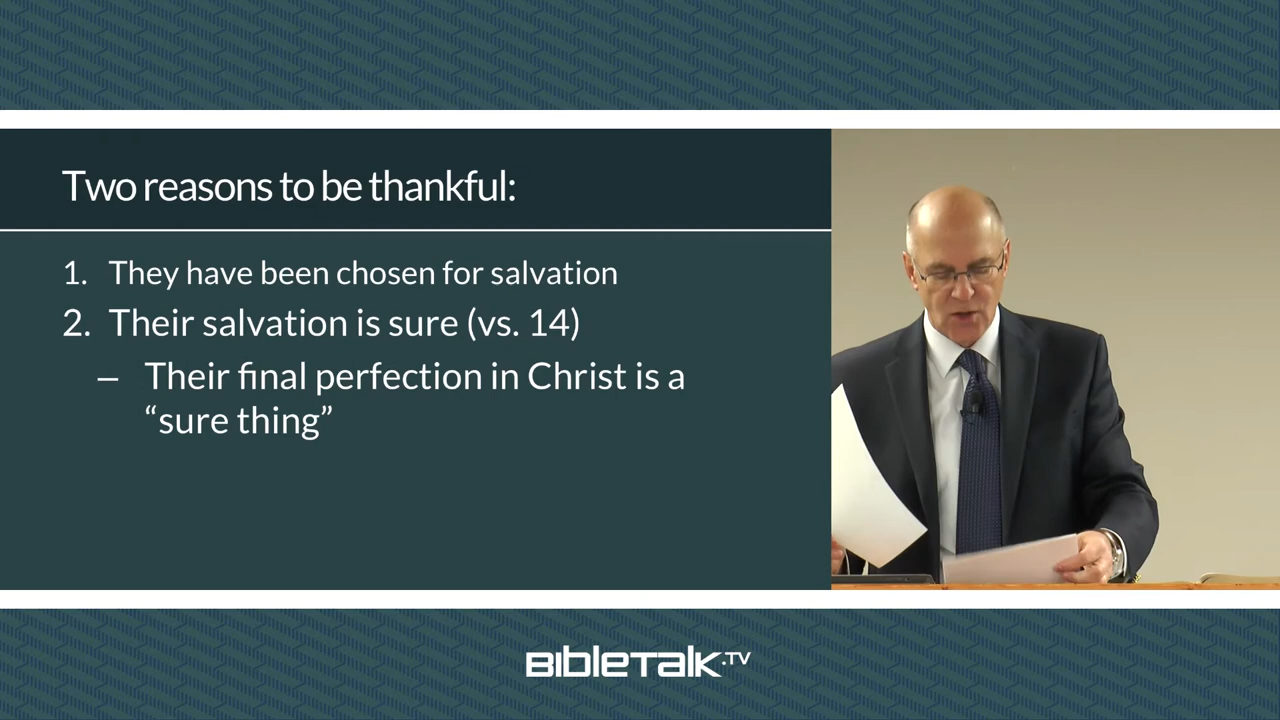 Two reasons to be thankful:
1. They have been chosen for salvation
2. Their salvation is sure (vs. 14)
– Their final perfection in Christ is a
“sure thing”
BibleTalk.TV